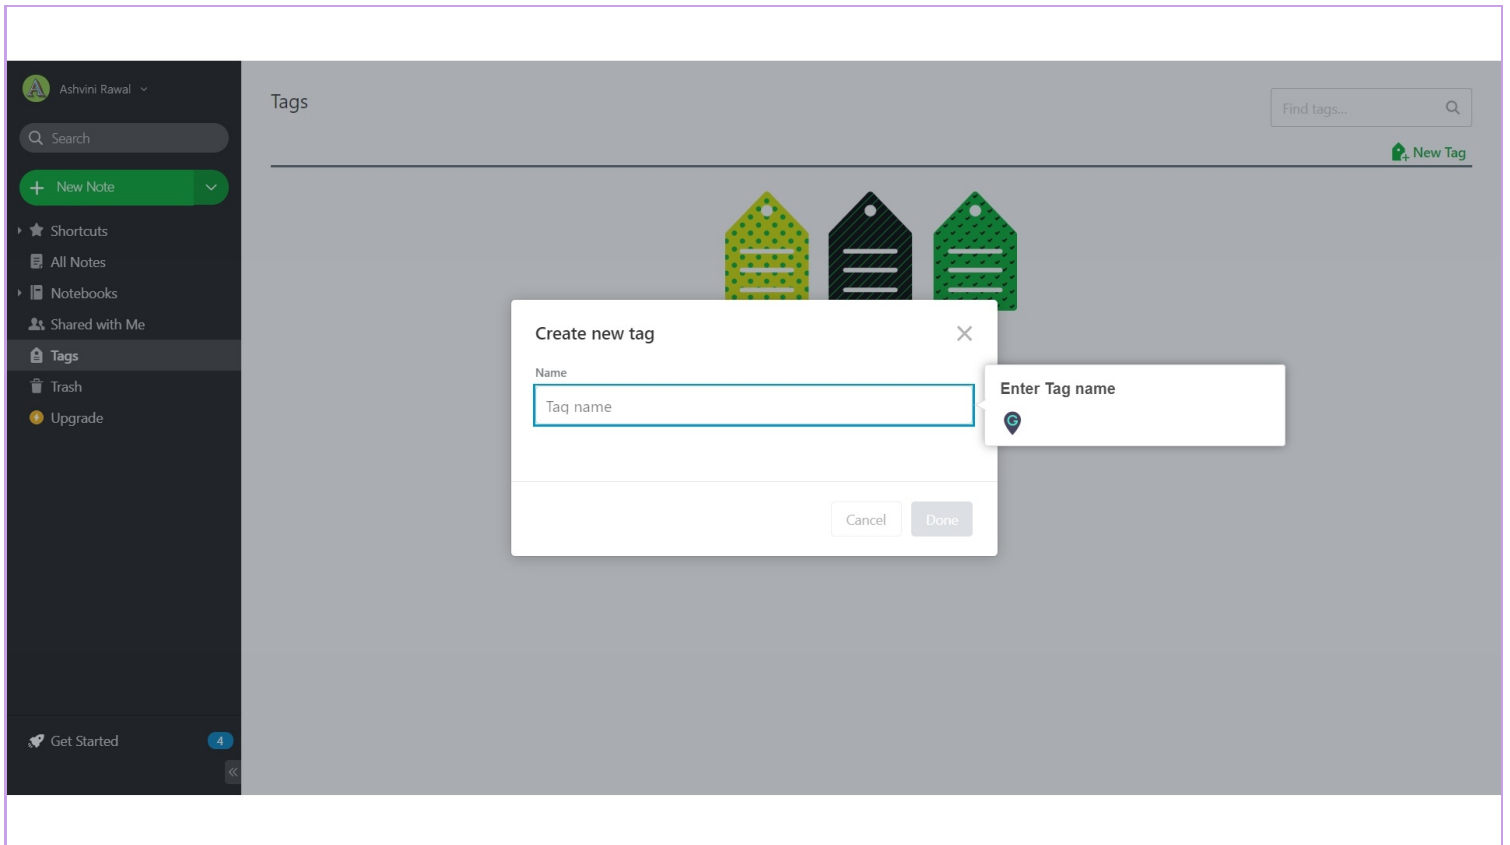 Ashvini Rawal
Search
New Note
Shortcuts
All Notes
Notebooks
Shared with Me
Tags
Trash
Upgrade
Get Started
4
Tags
Find tags...
New Tag
Create new tag
Name
Tag name
Cancel
Done
Enter Tag name